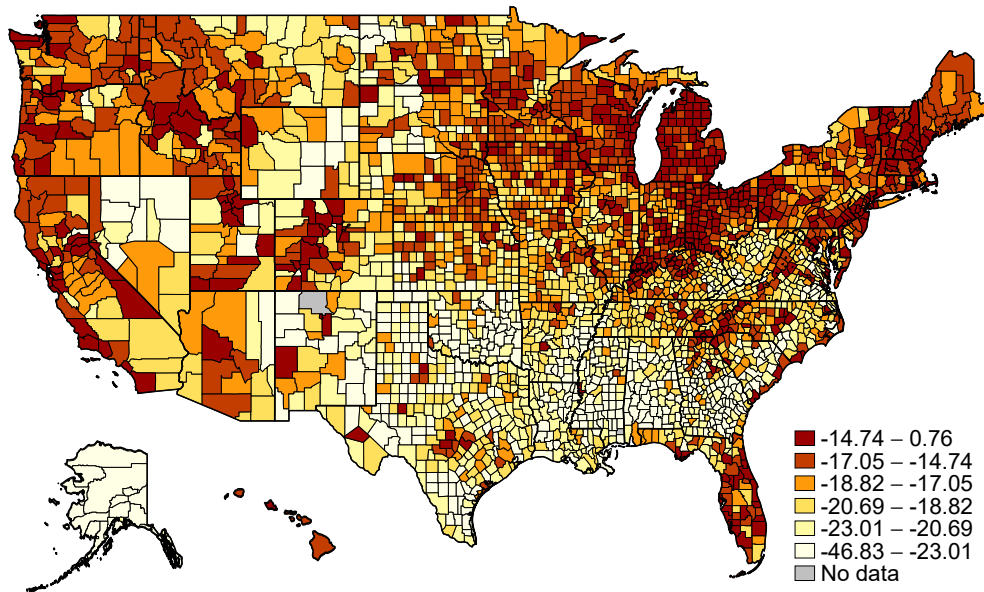 -14.74 – 0.76
-17.05 – -14.74
-18.82 – -17.05
-20.69 – -18.82
-23.01 – -20.69
-46.83 – -23.01
No data